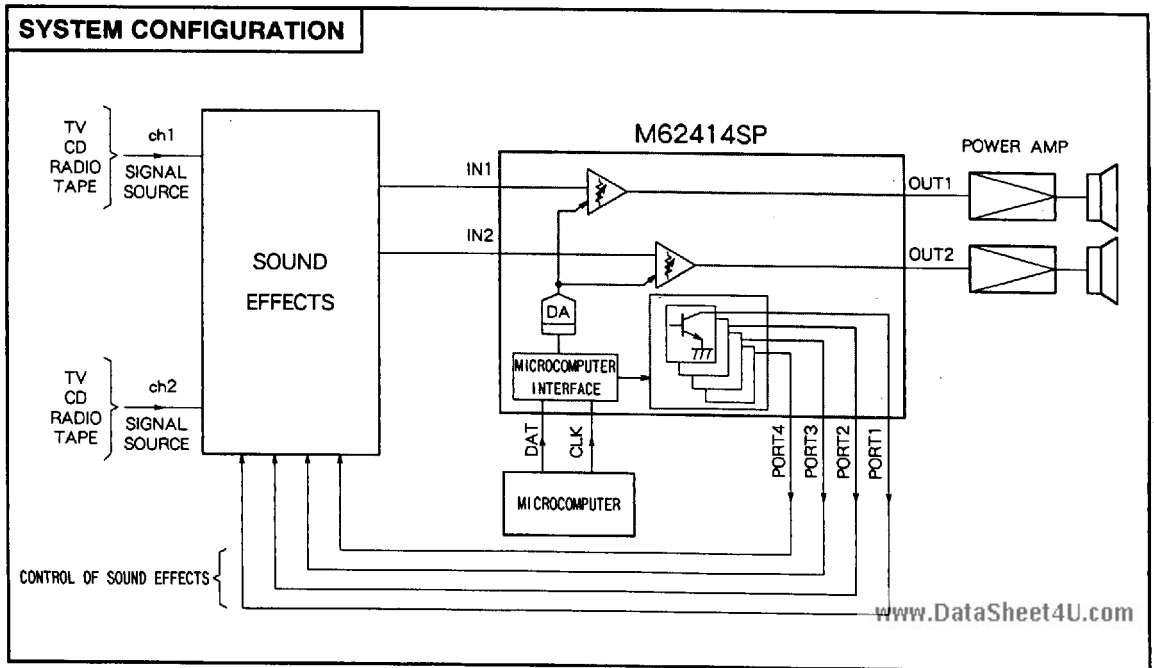 SYSTEM CONFIGURATION
TV
CD
RADIO
TAPE
ch1
SIGNAL
SOURCE
SOUND
EFFECTS
TV
CD
RADIO
TAPE
ch2
SIGNAL
SOURCE
M62414SP
IN1
IN2
DA
MICROCOMPUTER
INTERFACE
DAT
CLK
MICROCOMPUTER
POWER AMP
OUT1
OUT2
PORT4
PORT3
PORT2
PORT1
CONTROL OF SOUND EFFECTS
www.DataSheet4U.com